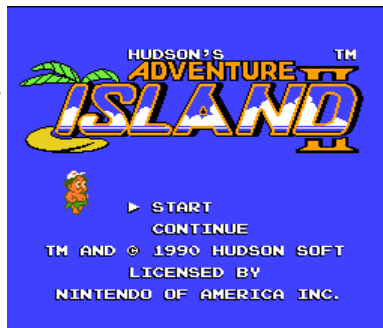 HUDSON'S TM
ADVENTURE
ISLAND II
START
CONTINUE
TM AND © 1990 HUDSON SOFT
LICENSED BY
NINTENDO OF AMERICA INC.